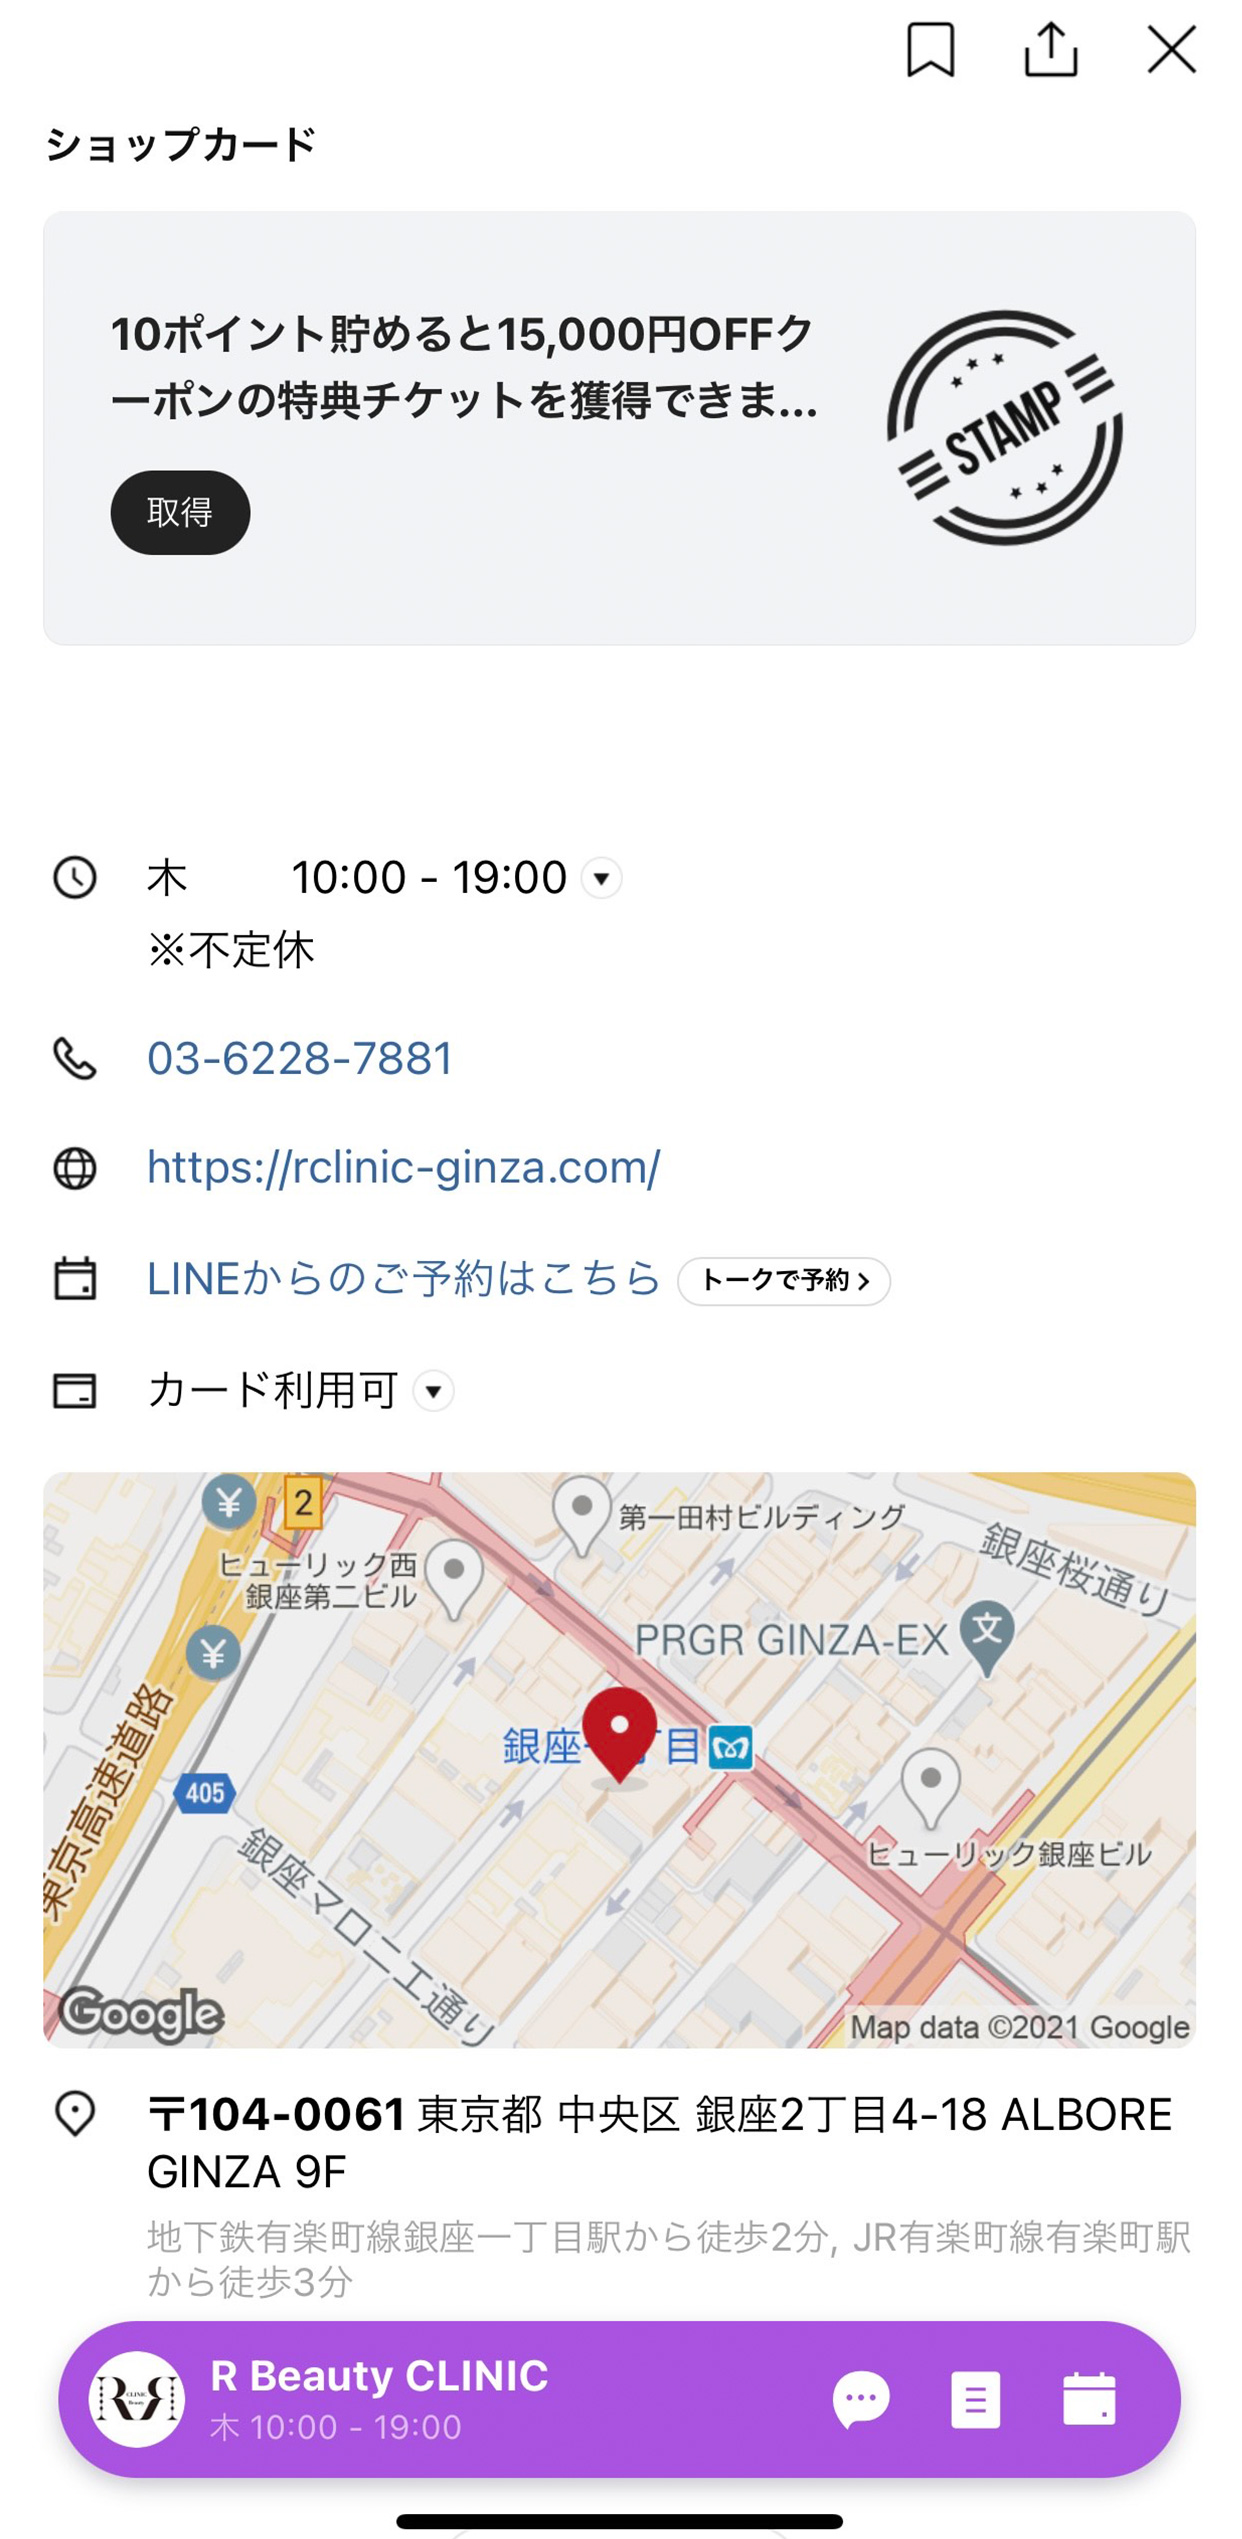 ショップカード
10ポイント貯めると15,000円OFFク
ーポンの特典チケットを獲得できま...
取得
STAMP
木 10:00 - 19:00
※不定休
03-6228-7881
https://rclinic-ginza.com/
LINEからのご予約はこちら トークで予約
カード利用可
2
第一田村ビルディング
銀座桜通り
ヒューリック西
銀座第二ビル
PRGR GINZA-EX
文
¥
¥
銀座 目
405
東京高速道路
ヒューリック銀座ビル
銀座マロニエ通り
Google
Map data ©2021 Google
〒104-0061 東京都 中央区 銀座2丁目4-18 ALBORE
GINZA 9F
地下鉄有楽町線銀座一丁目駅から徒歩2分, JR有楽町線有楽町駅
から徒歩3分
R Beauty CLINIC
木 10:00 - 19:00